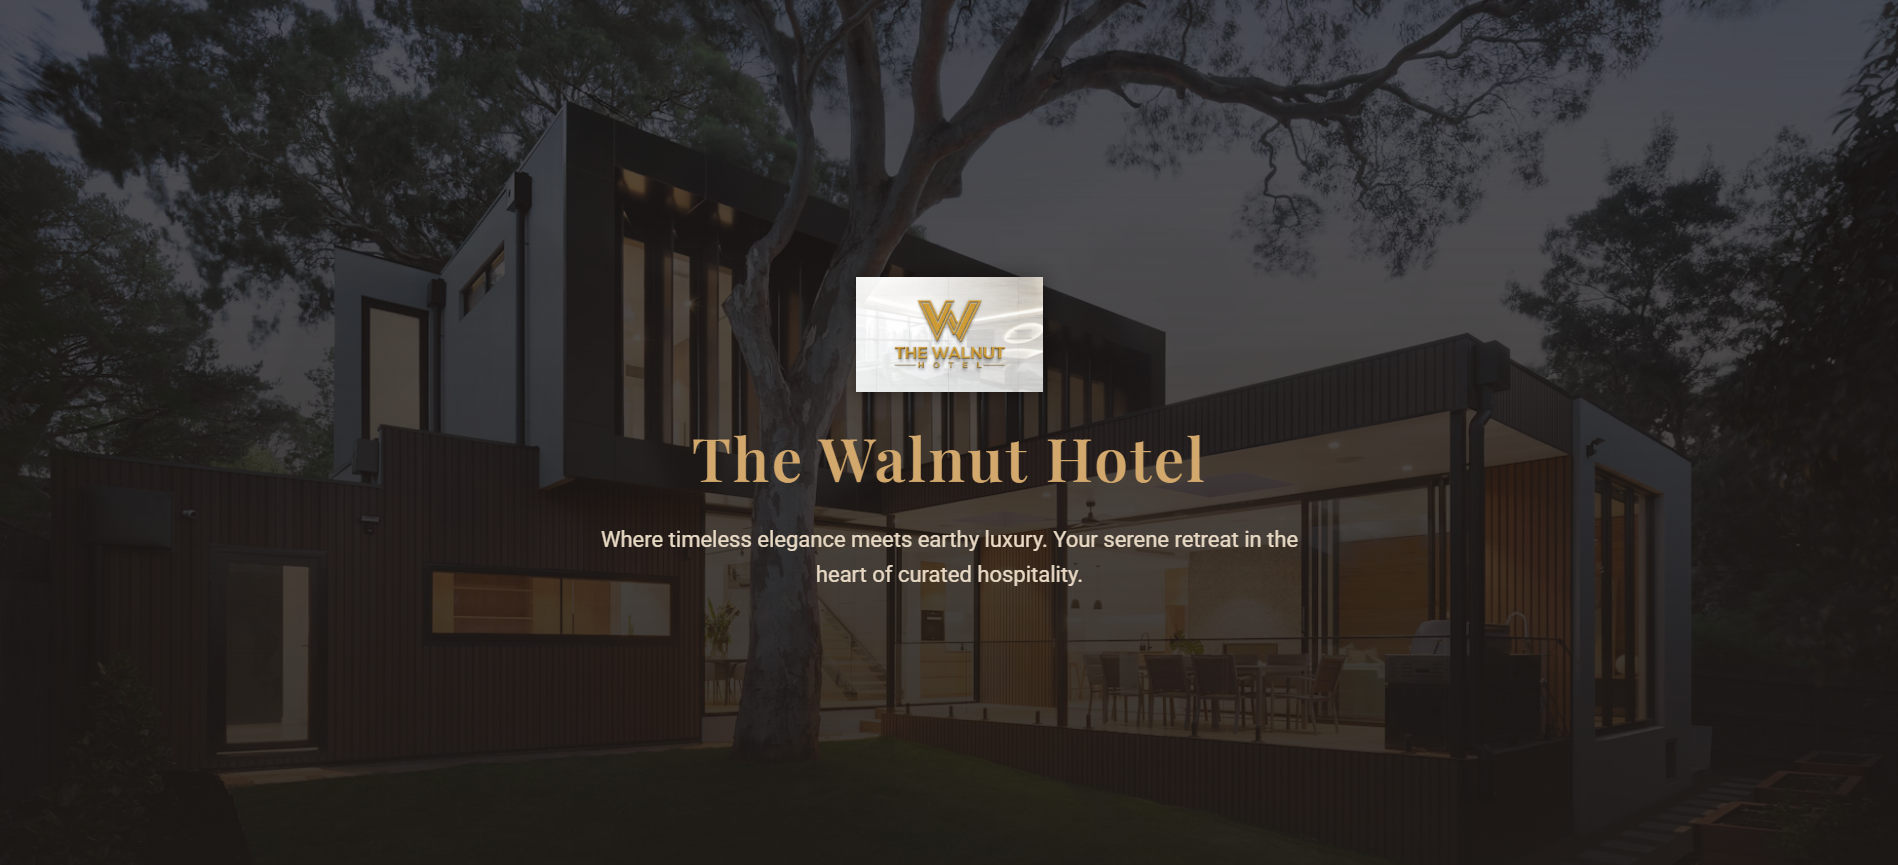 W
THE WALNUT
HOTEL
The Walnut Hotel
Where timeless elegance meets earthy luxury. Your serene retreat in the
heart of curated hospitality.